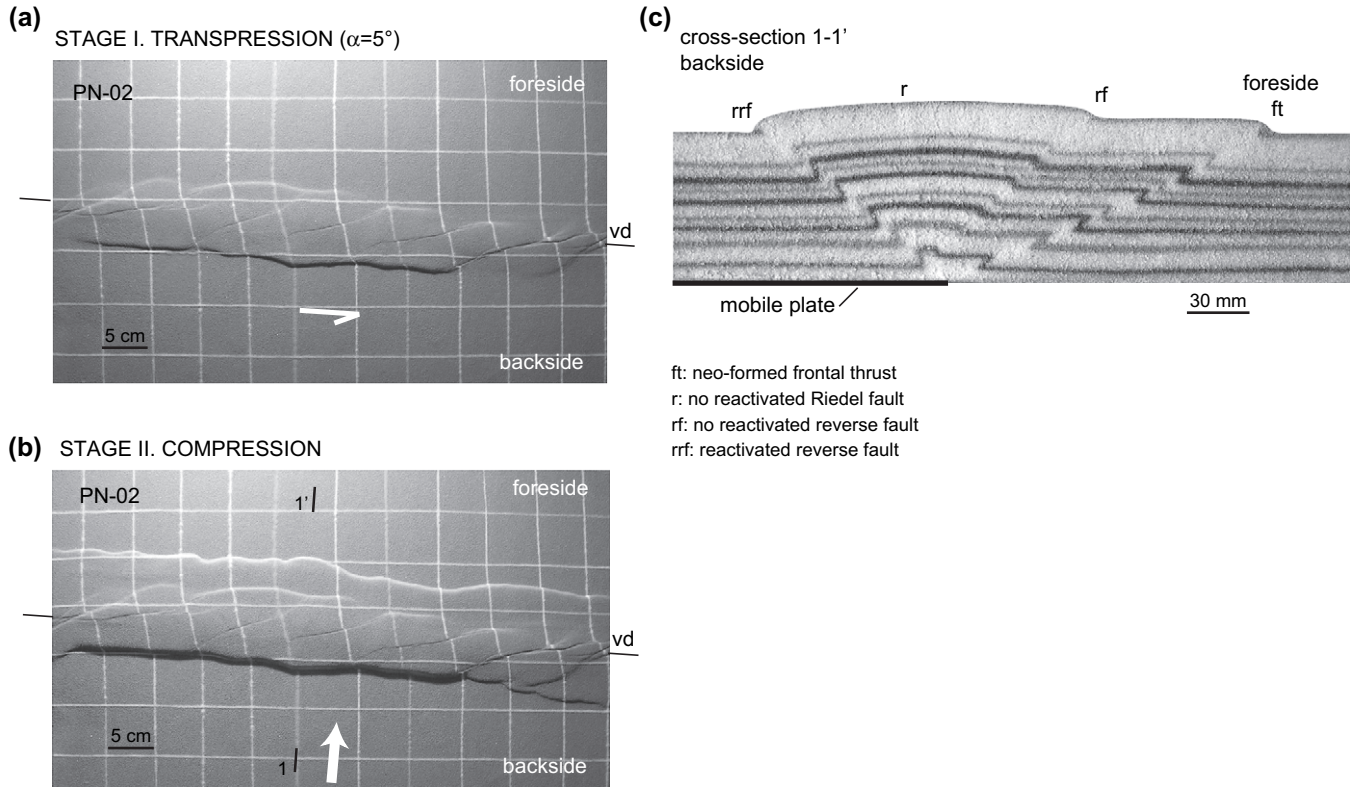 (a)
STAGE I. TRANSPRESSION (α=5°)
PN-02
foreside
vd
5 cm
backside
(b) STAGE II. COMPRESSION
PN-02
1'
foreside
vd
5 cm
1
backside
(c)
cross-section 1-1'
backside
rrf
r
rf
foreside
ft
mobile plate
30 mm
ft: neo-formed frontal thrust
r: no reactivated Riedel fault
rf: no reactivated reverse fault
rrf: reactivated reverse fault